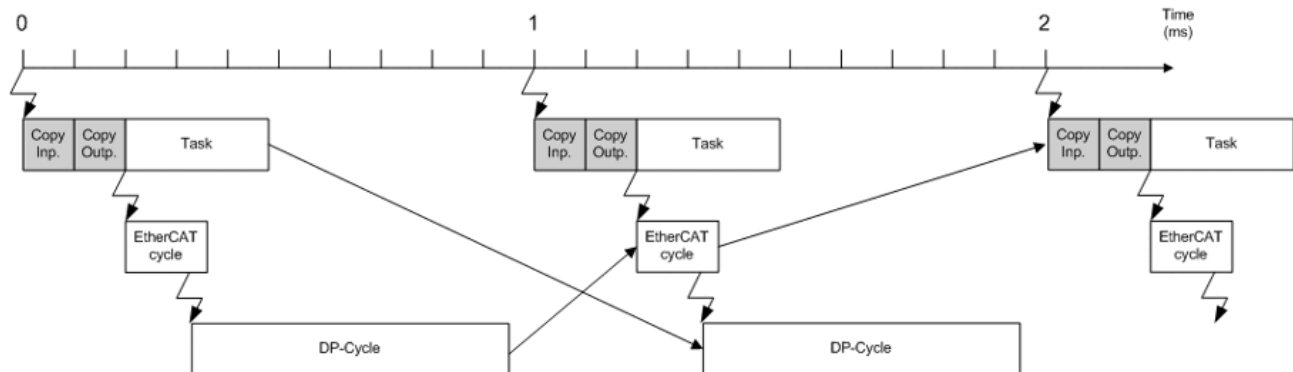 0
1
2
Time
(ms)
Copy
Inp.
Copy
Outp.
Task
Copy
Inp.
Copy
Outp.
Task
Copy
Inp.
Copy
Outp.
Task
EtherCAT
cycle
EtherCAT
cycle
EtherCAT
cycle
DP-Cycle
DP-Cycle